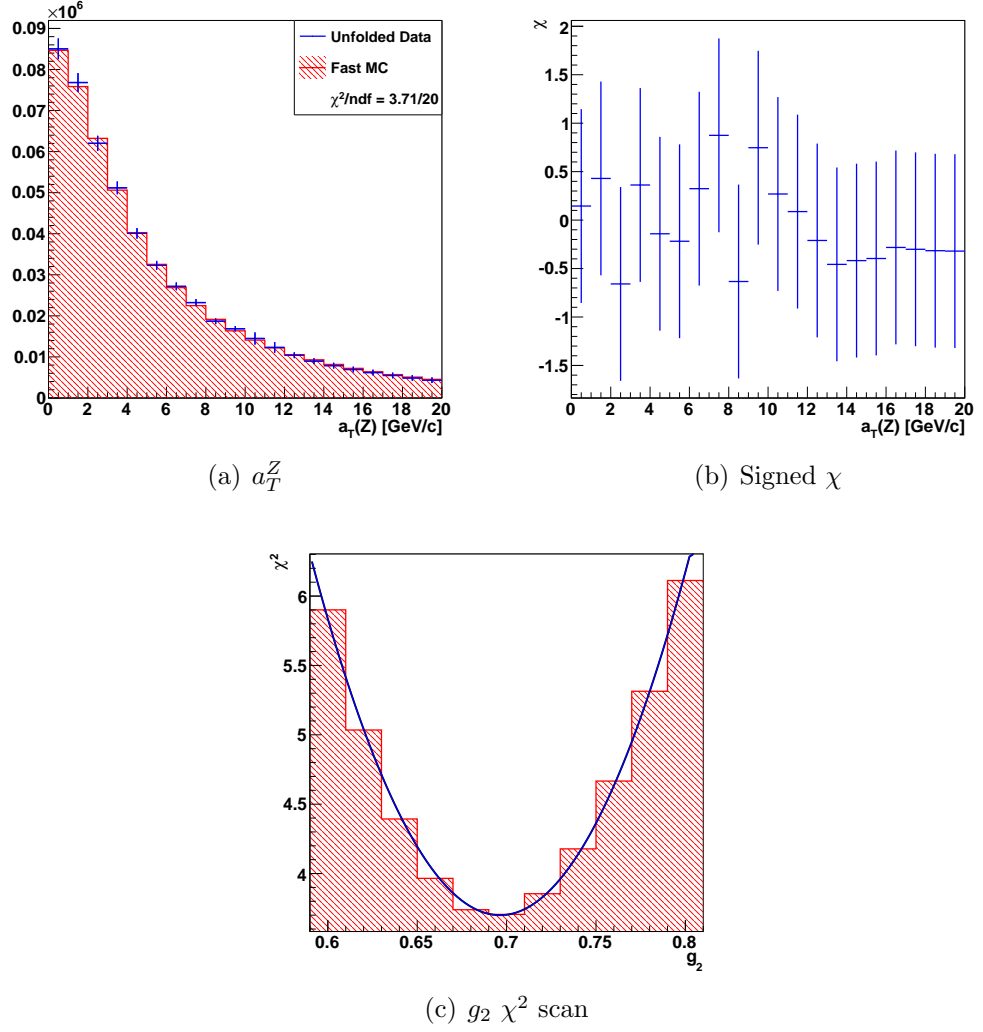 ×10⁶
0.09
0.08
0.07
0.06
0.05
0.04
0.03
0.02
0.01
0
0 2 4 6 8 10 12 14 16 18 20
a_T(Z) [GeV/c]
Unfolded Data
Fast MC
χ²/ndf = 3.71/20
(a) a_T^Z
χ
2
1.5
1
0.5
0
-0.5
-1
-1.5
0 2 4 6 8 10 12 14 16 18 20
a_T(Z) [GeV/c]
(b) Signed χ
χ²
6
5.5
5
4.5
4
0.6 0.65 0.7 0.75 0.8
g₂
(c) g₂ χ² scan